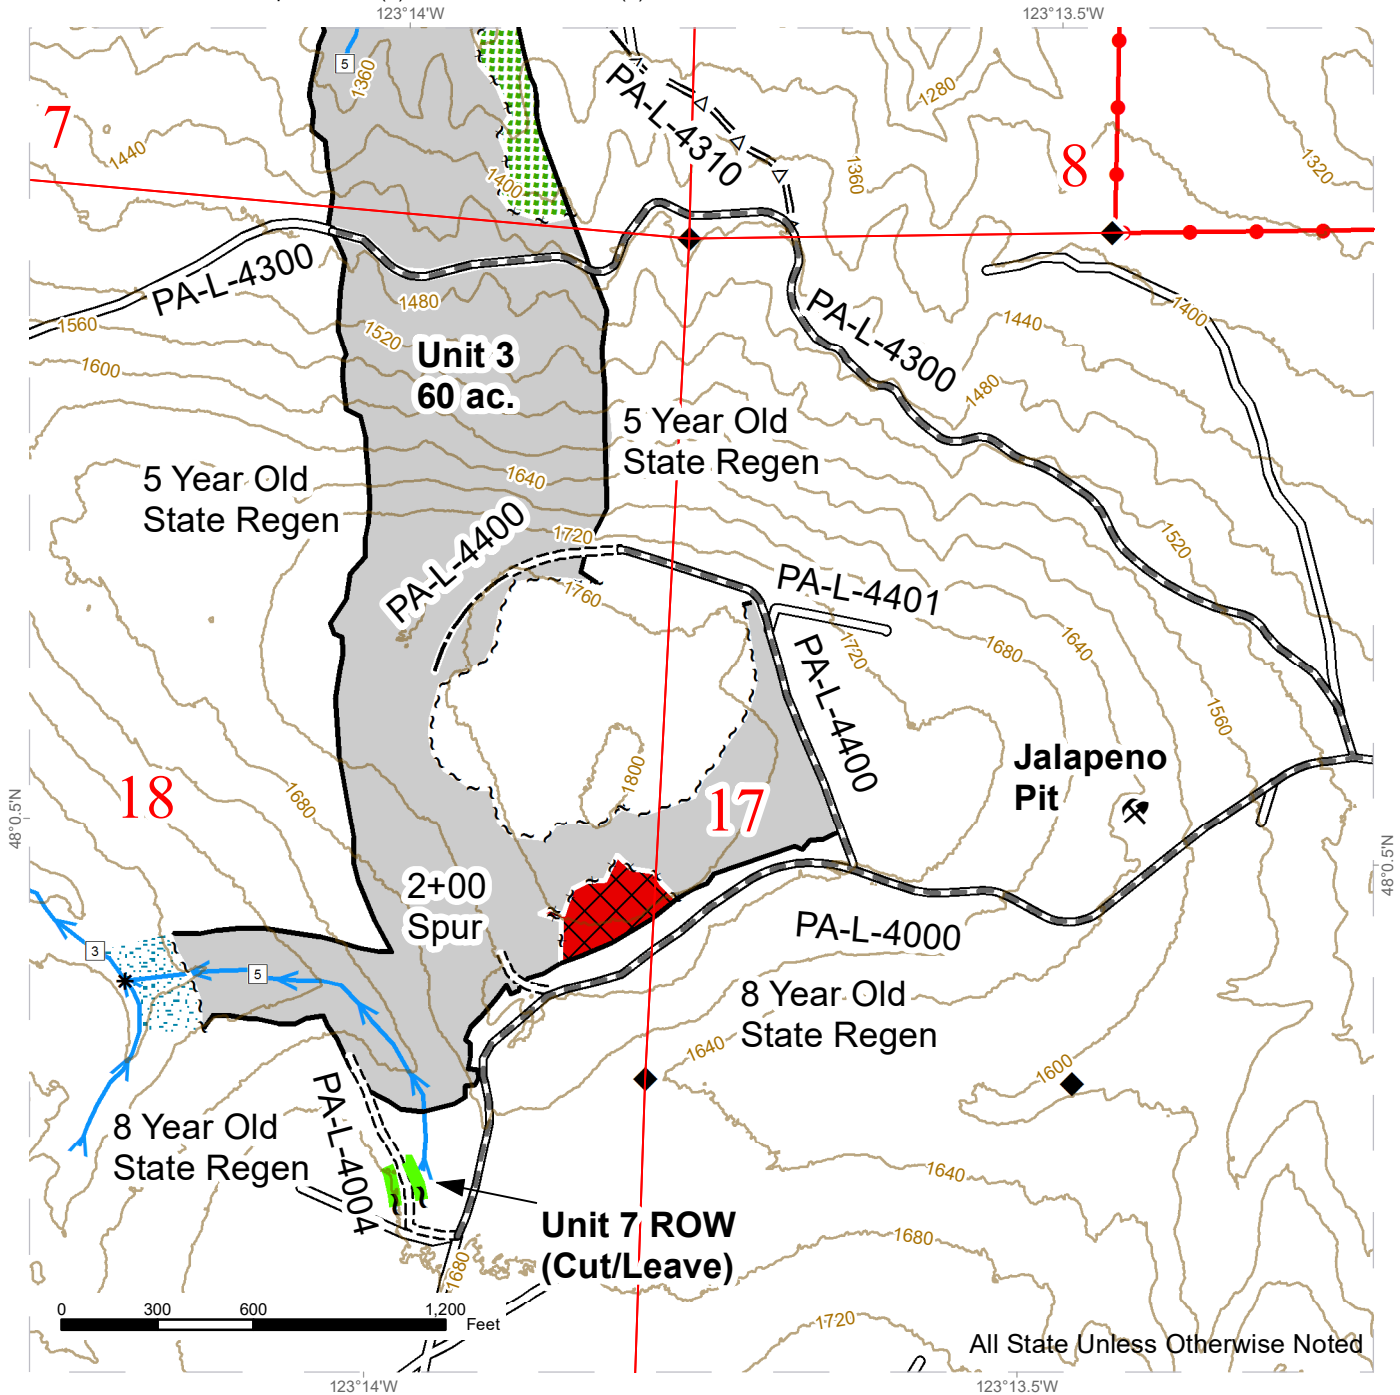 123°14'W
123°13.5'W
5
1360
PA-L-4310
1280
7
1440
1400
1360
8
1320
PA-L-4300
1480
1560
1520
1600
Unit 3
60 ac.
PA-L-4300
1440
1400
1480
5 Year Old
State Regen
5 Year Old
State Regen
1640
PA-L-4400
1720
1520
1760
PA-L-4401
PA-L-4400
1720
1680
1640
1560
18
1680
1800
17
Jalapeno
Pit
48°0.5'N
48°0.5'N
2+00
Spur
PA-L-4000
3
5
8 Year Old
State Regen
1640
1600
PA-L-4004
8 Year Old
State Regen
1640
Unit 7 ROW
(Cut/Leave)
1680
1680
1720
0 300 600 1,200
Feet
All State Unless Otherwise Noted
123°14'W
123°13.5'W